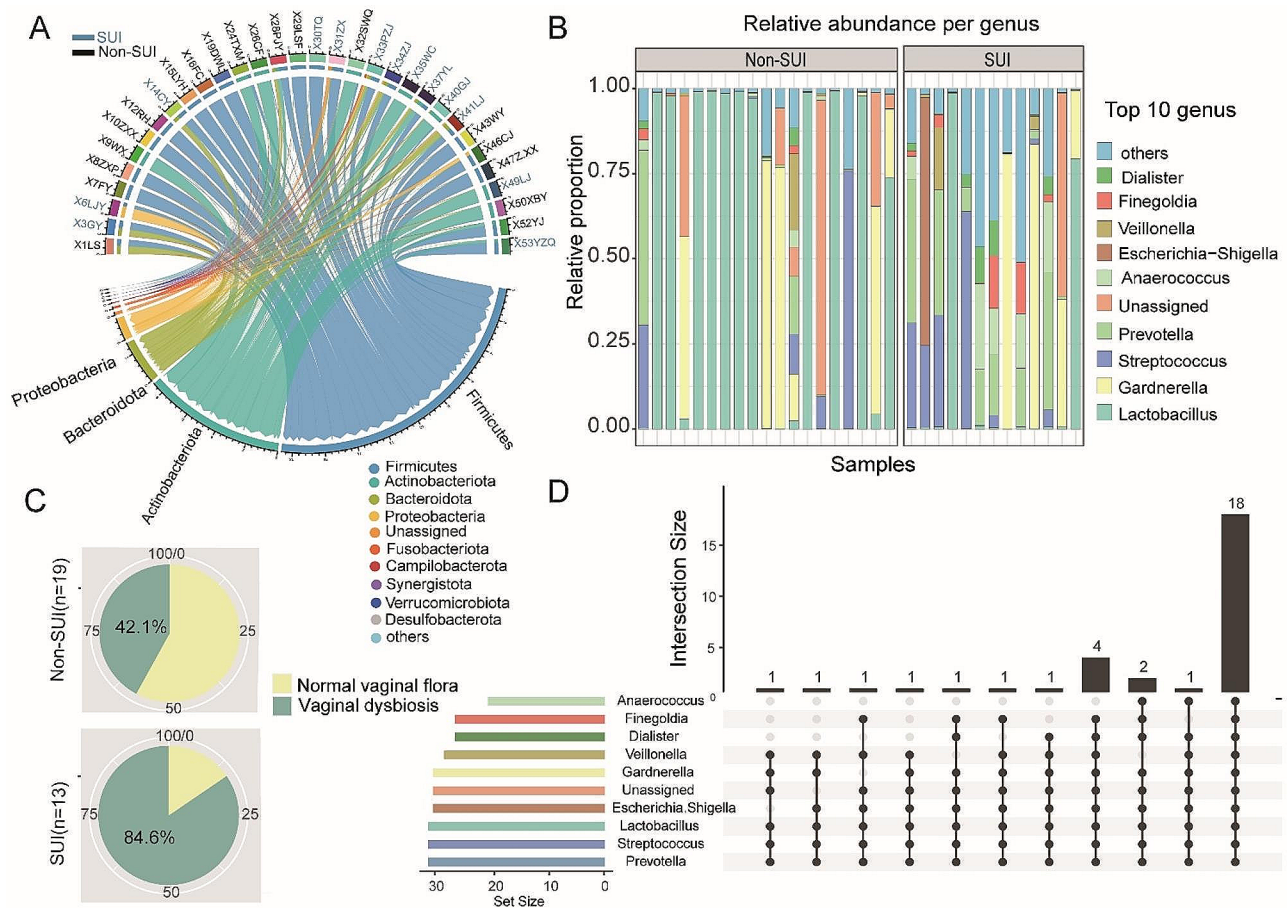 A
SUI
Non-SUI
X1LS
X3GY
X6LJY
X7FY
X8ZXP
X9WX
X10ZXX
X12RH
X14CY
X15LYH
X16FC
X19DWL
X24TXM
X26CF
X28PJY
X29LSF
X30TQ
X31ZX
X32SWQ
X33PZJ
X34ZJ
X35WC
X37YL
X40GJ
X41LJ
X43WY
X46CJ
X47Z.XX
X49LJ
X50XBY
X52YJ
X53YZQ
Proteobacteria
Bacteroidota
Actinobacteriota
Firmicutes
Firmicutes
Actinobacteriota
Bacteroidota
Proteobacteria
Unassigned
Fusobacteriota
Campilobacterota
Synergistota
Verrucomicrobiota
Desulfobacterota
others
B
Relative abundance per genus
Non-SUI
SUI
Relative proportion
1.00
0.75
0.50
0.25
0.00
Samples
Top 10 genus
others
Dialister
Finegoldia
Veillonella
Escherichia−Shigella
Anaerococcus
Unassigned
Prevotella
Streptococcus
Gardnerella
Lactobacillus
C
Non-SUI(n=19)
100/0
75
25
50
42.1%
SUI(n=13)
100/0
75
25
50
84.6%
Normal vaginal flora
Vaginal dysbiosis
D
Intersection Size
15
10
5
0
1 1 1 1 1 1 1 4 2 1 18
Anaerococcus
Finegoldia
Dialister
Veillonella
Gardnerella
Unassigned
Escherichia.Shigella
Lactobacillus
Streptococcus
Prevotella
30 20 10 0
Set Size